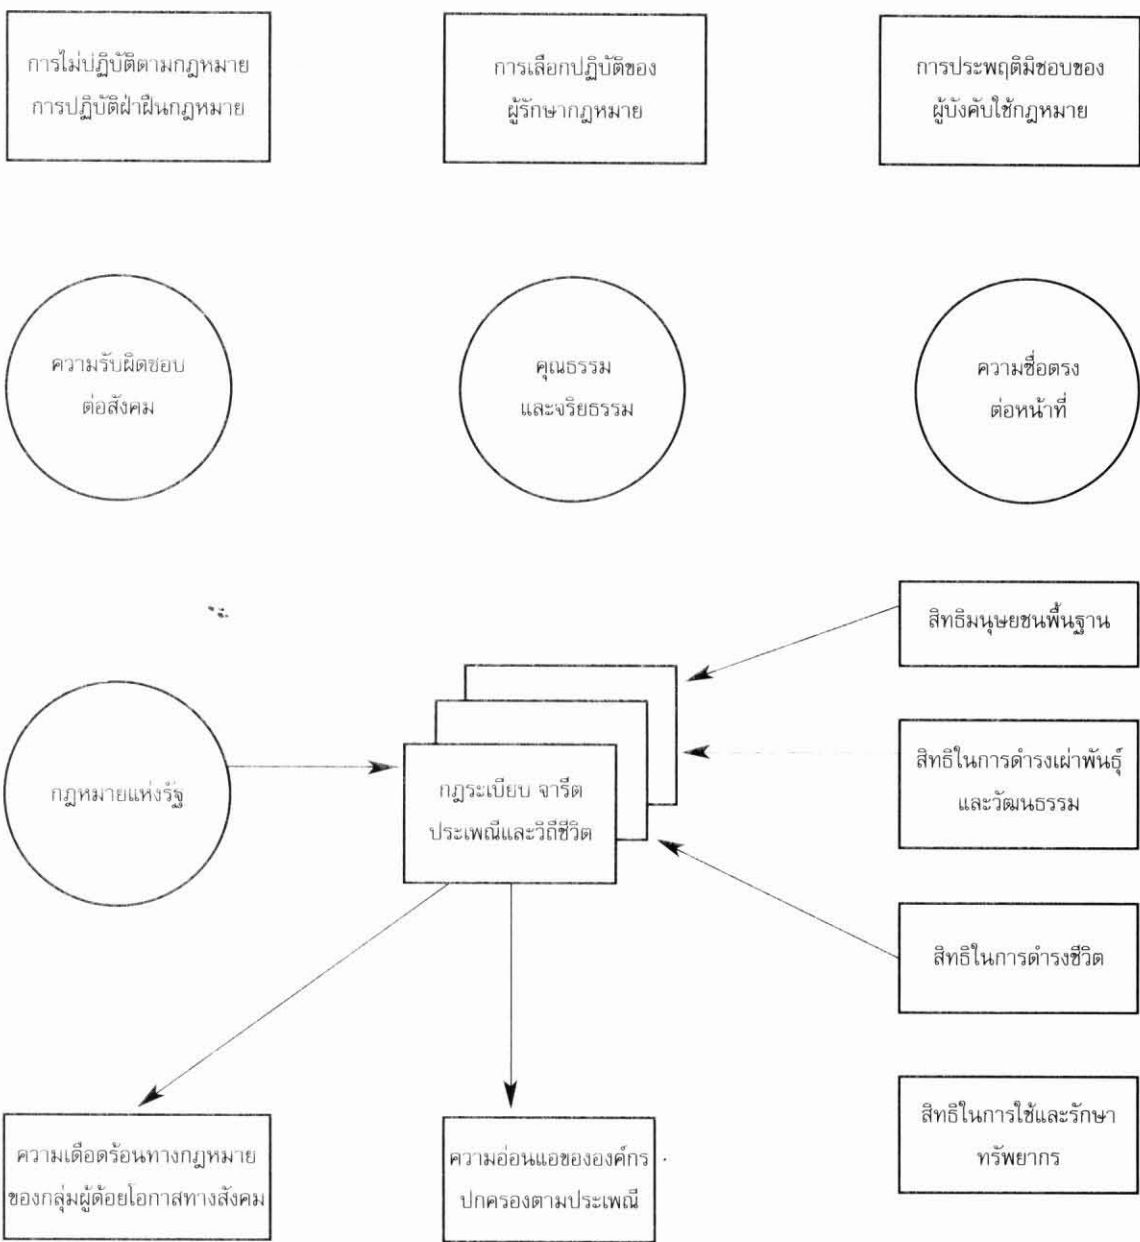 การไม่ปฏิบัติตามกฎหมาย
การปฏิบัติฝ่าฝืนกฎหมาย
การเลือกปฏิบัติของ
ผู้รักษากฎหมาย
การประพฤติมิชอบของ
ผู้บังคับใช้กฎหมาย
ความรับผิดชอบ
ต่อสังคม
คุณธรรม
และจริยธรรม
ความซื่อตรง
ต่อหน้าที่
กฎหมายแห่งรัฐ
กฎระเบียบ จารีต
ประเพณีและวิถีชีวิต
สิทธิมนุษยชนพื้นฐาน
สิทธิในการดำรงเผ่าพันธุ์
และวัฒนธรรม
สิทธิในการดำรงชีวิต
สิทธิในการใช้และรักษา
ทรัพยากร
ความเดือดร้อนทางกฎหมาย
ของกลุ่มผู้ด้อยโอกาสทางสังคม
ความอ่อนแอขององค์กร
ปกครองตามประเพณี